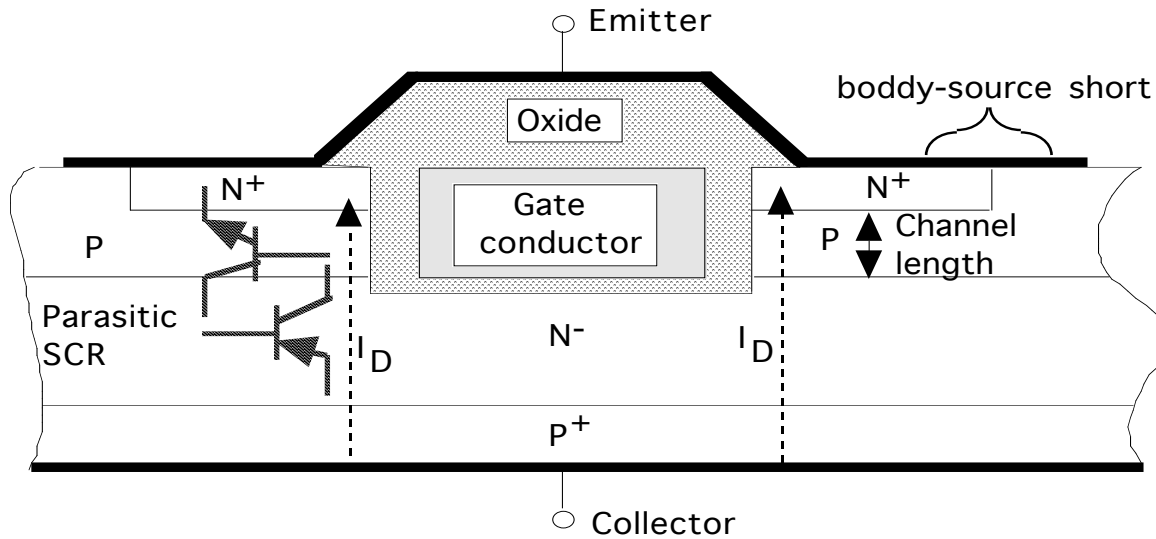 Emitter
boddy-source short
Oxide
N+
N+
Gate
conductor
P
P
Channel
length
Parasitic
SCR
N-
ID
ID
P+
Collector